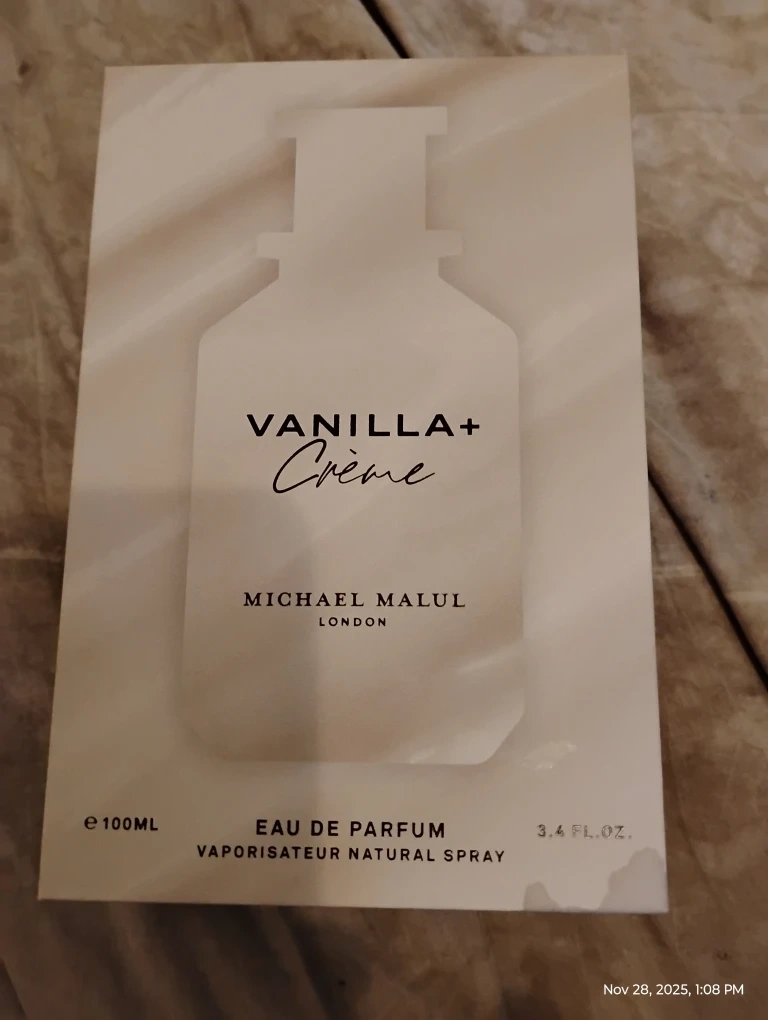 VANILLA+
Crème
MICHAEL MALUL
LONDON
℮100ML
EAU DE PARFUM
3.4 FL.OZ.
VAPORISATEUR NATURAL SPRAY
Nov 28, 2025, 1:08 PM